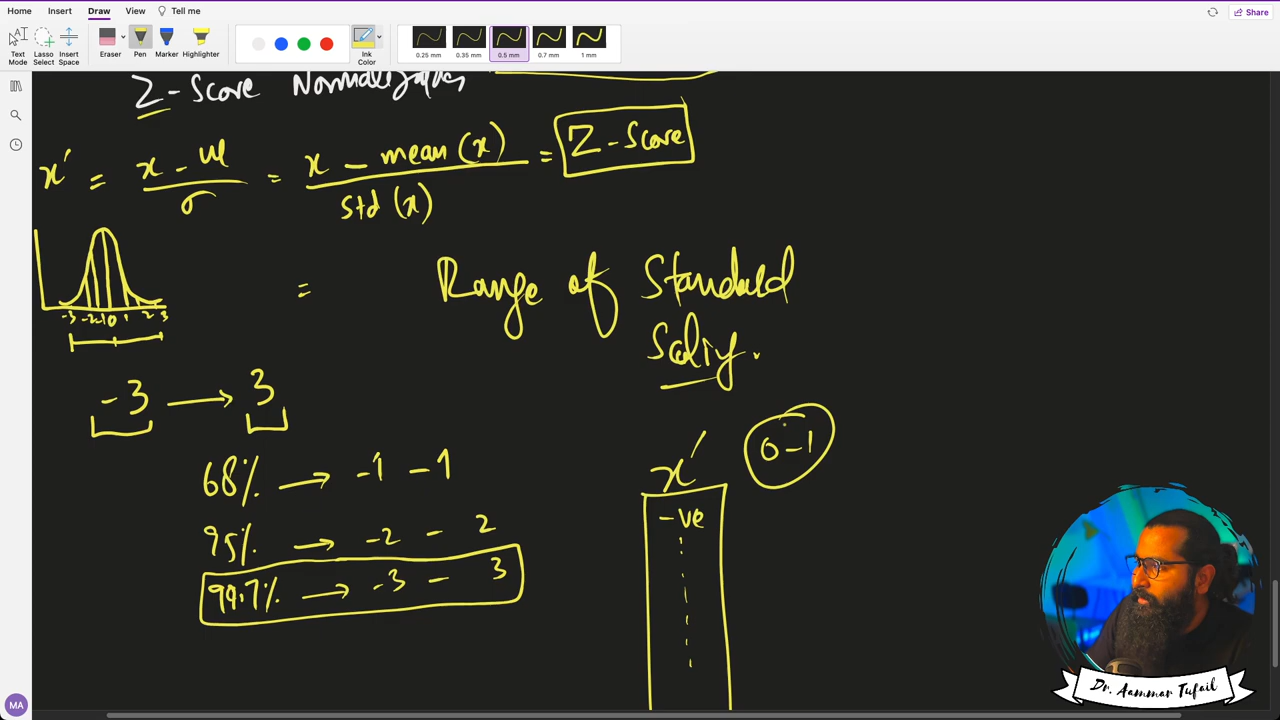 Home Insert Draw View Tell me Share
Text Mode Lasso Select Insert Space Eraser Pen Marker Highlighter Ink Color 0.25 mm 0.35 mm 0.5 mm 0.7 mm 1 mm
Z-Score Normalization
x' = x - μ / σ = x - mean (x) / std (x) = Z-Score
-3 -2 -1 0 1 2 3
= Range of Standard
Scaling.
-3 → 3
x' 0-1
68% → -1 - 1
-ve
95% → -2 - 2
99.7% → -3 - 3
MA
Dr. Aammar Tufail